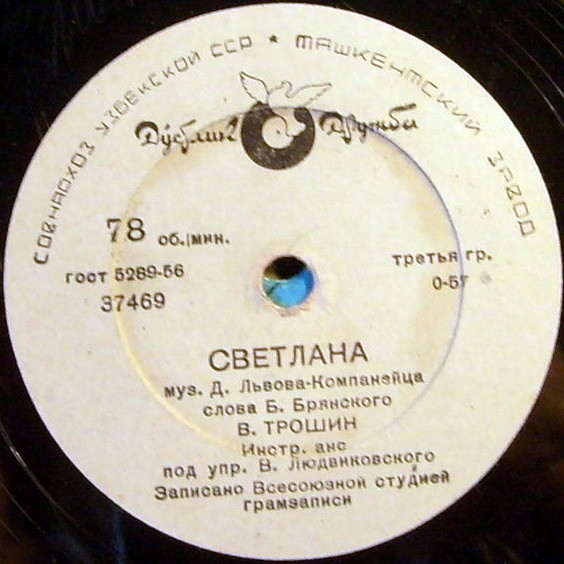 СОВНАРХОЗ УЗБЕКСКОЙ ССР ★ ТАШКЕНТСКИЙ ЗАВОД
Дӯстлик Дружба
78 об.|мин.
гост 5289-56
37469
третья гр.
0-57
СВЕТЛАНА
муз. Д. Львова-Компанейца
слова Б. Брянского
В. ТРОШИН
Инстр. анс
под упр. В. Людвиковского
Записано Всесоюзной студией
грамзаписи